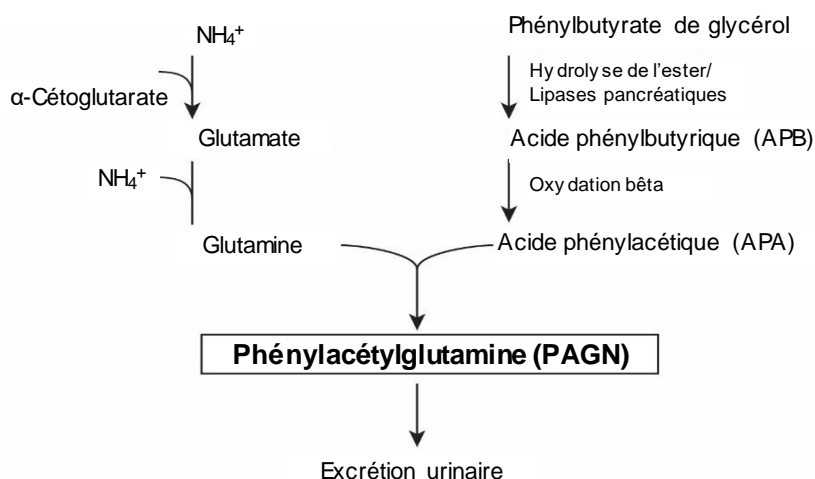 NH₄⁺
Phénylbutyrate de glycérol
α-Cétoglutarate
Hydrolyse de l'ester/
Lipases pancréatiques
Glutamate
Acide phénylbutyrique (APB)
NH₄⁺
Oxydation bêta
Glutamine
Acide phénylacétique (APA)
Phénylacétylglutamine (PAGN)
Excrétion urinaire